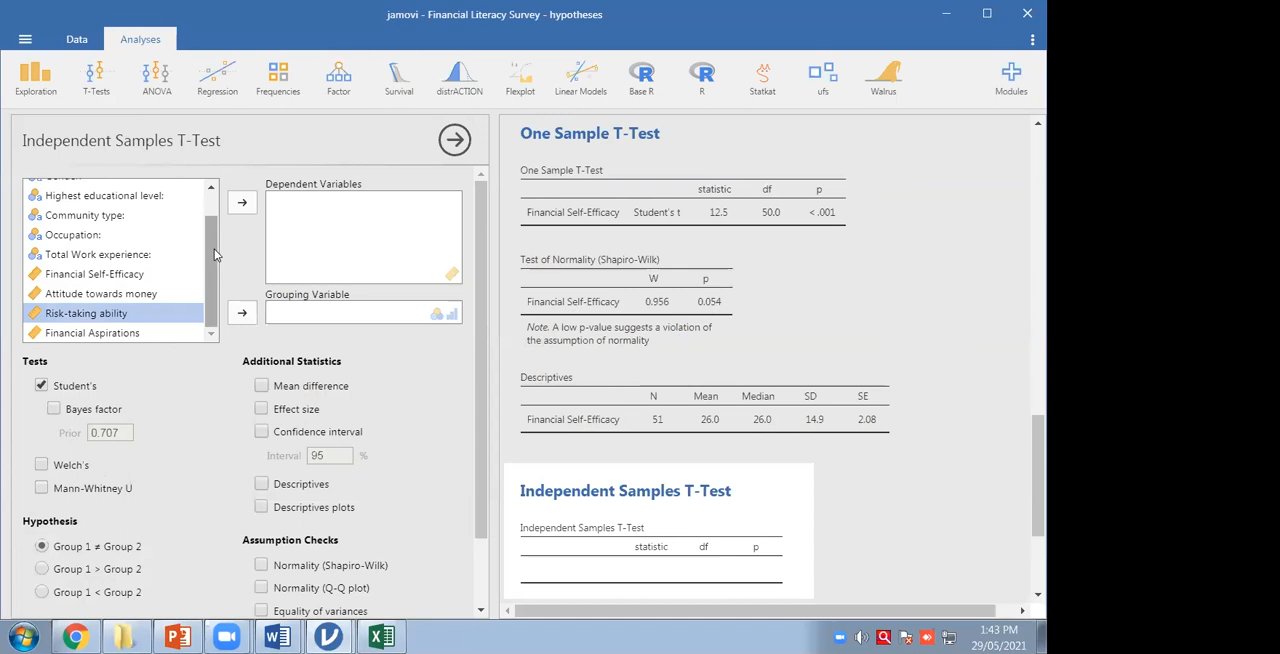 jamovi - Financial Literacy Survey - hypotheses
Data
Analyses
Exploration
T-Tests
ANOVA
Regression
Frequencies
Factor
Survival
distrACTION
Flexplot
Linear Models
Base R
R
Statkat
ufs
Walrus
Modules
Independent Samples T-Test
Highest educational level:
Community type:
Occupation:
Total Work experience:
Financial Self-Efficacy
Attitude towards money
Risk-taking ability
Financial Aspirations
Dependent Variables
Grouping Variable
Tests
Student's
Bayes factor
Prior 0.707
Welch's
Mann-Whitney U
Hypothesis
Group 1 ≠ Group 2
Group 1 > Group 2
Group 1 < Group 2
Additional Statistics
Mean difference
Effect size
Confidence interval
Interval 95 %
Descriptives
Descriptives plots
Assumption Checks
Normality (Shapiro-Wilk)
Normality (Q-Q plot)
Equality of variances
One Sample T-Test
One Sample T-Test
statistic df p
Financial Self-Efficacy Student's t 12.5 50.0 < .001
Test of Normality (Shapiro-Wilk)
W p
Financial Self-Efficacy 0.956 0.054
Note. A low p-value suggests a violation of
the assumption of normality
Descriptives
N Mean Median SD SE
Financial Self-Efficacy 51 26.0 26.0 14.9 2.08
Independent Samples T-Test
Independent Samples T-Test
statistic df p
1:43 PM
29/05/2021